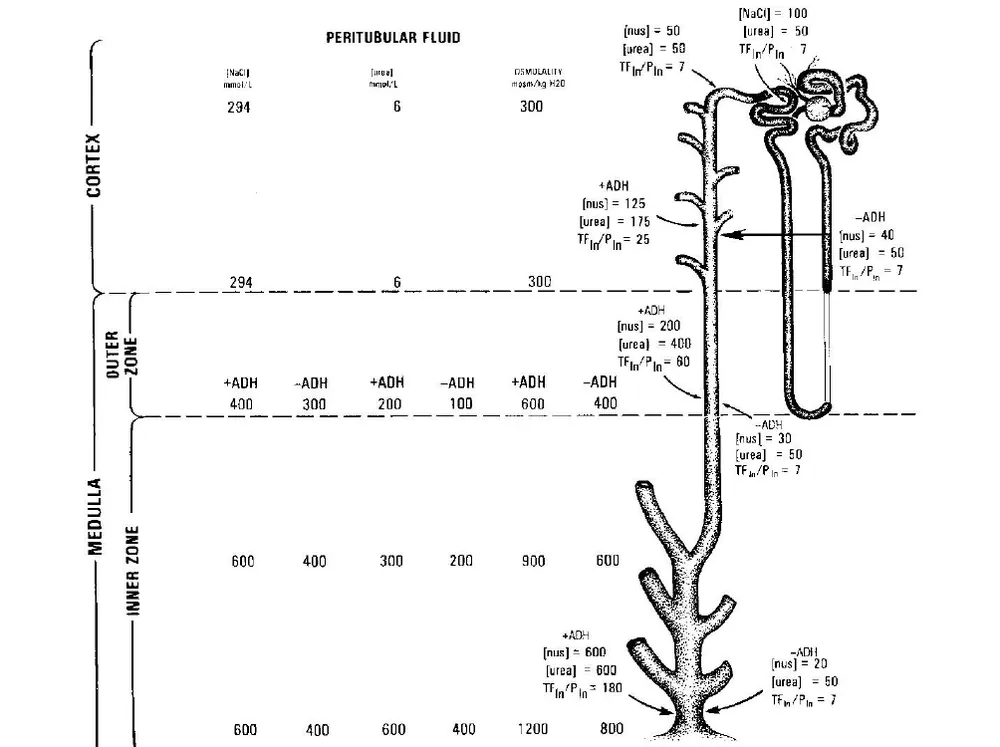 PERITUBULAR FLUID
[NaCl] mmol/L
[urea] mmol/L
OSMOLALITY mosm/kg H2O
294 6 300
[nus] = 50
[urea] = 50
TFIn/PIn = 7
[NaCl] = 100
[urea] = 50
TFIn/PIn 7
CORTEX
+ADH
[nus] = 125
[urea] = 175
TFIn/PIn = 25
−ADH
[nus] = 40
[urea] = 50
TFIn/PIn = 7
294 6 300
MEDULLA
OUTER ZONE
+ADH
[nus] = 200
[urea] = 400
TFIn/PIn = 60
+ADH −ADH +ADH −ADH +ADH −ADH
400 300 200 100 600 400
−ADH
[nus] = 30
[urea] = 50
TFIn/PIn = 7
INNER ZONE
600 400 300 200 900 600
+ADH
[nus] = 600
[urea] = 600
TFIn/PIn = 180
−ADH
[nus] = 20
[urea] = 50
TFIn/PIn = 7
600 400 600 400 1200 800